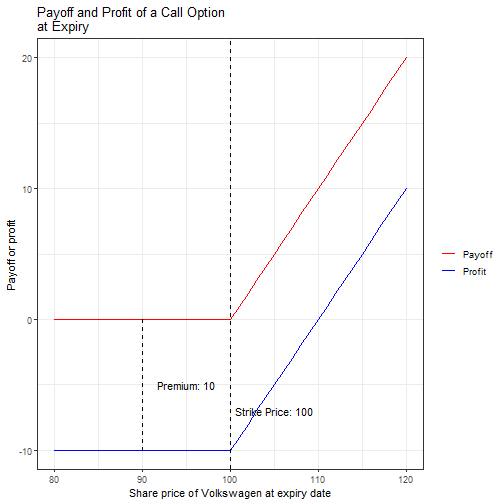 Payoff and Profit of a Call Option
at Expiry
20
10
0
-10
Payoff or profit
Premium: 10
Strike Price: 100
Payoff
Profit
80
90
100
110
120
Share price of Volkswagen at expiry date